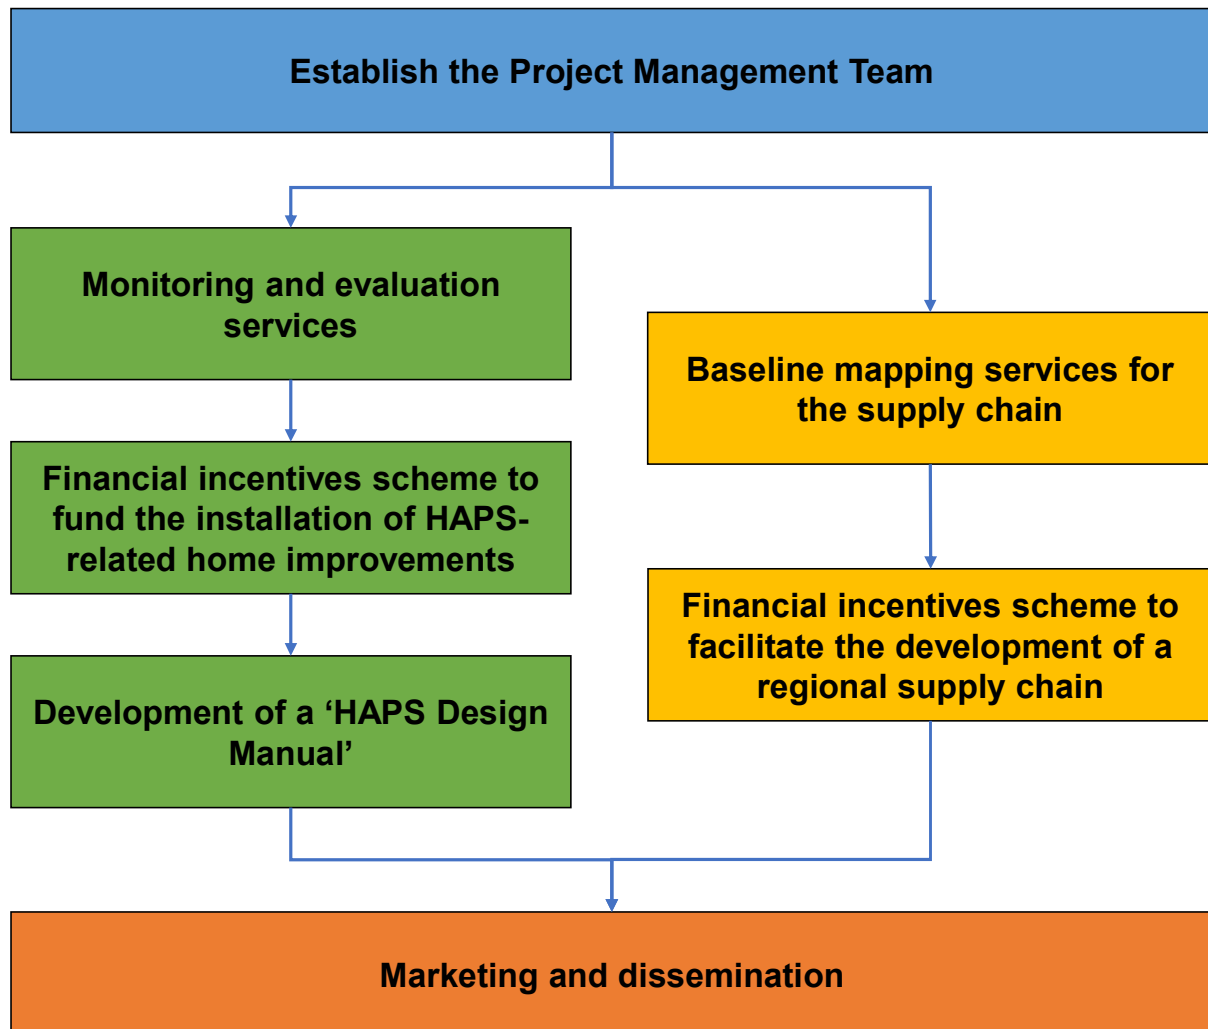 Establish the Project Management Team
Monitoring and evaluation
services
Baseline mapping services for
the supply chain
Financial incentives scheme to
fund the installation of HAPS-
related home improvements
Financial incentives scheme to
facilitate the development of a
regional supply chain
Development of a ‘HAPS Design
Manual’
Marketing and dissemination